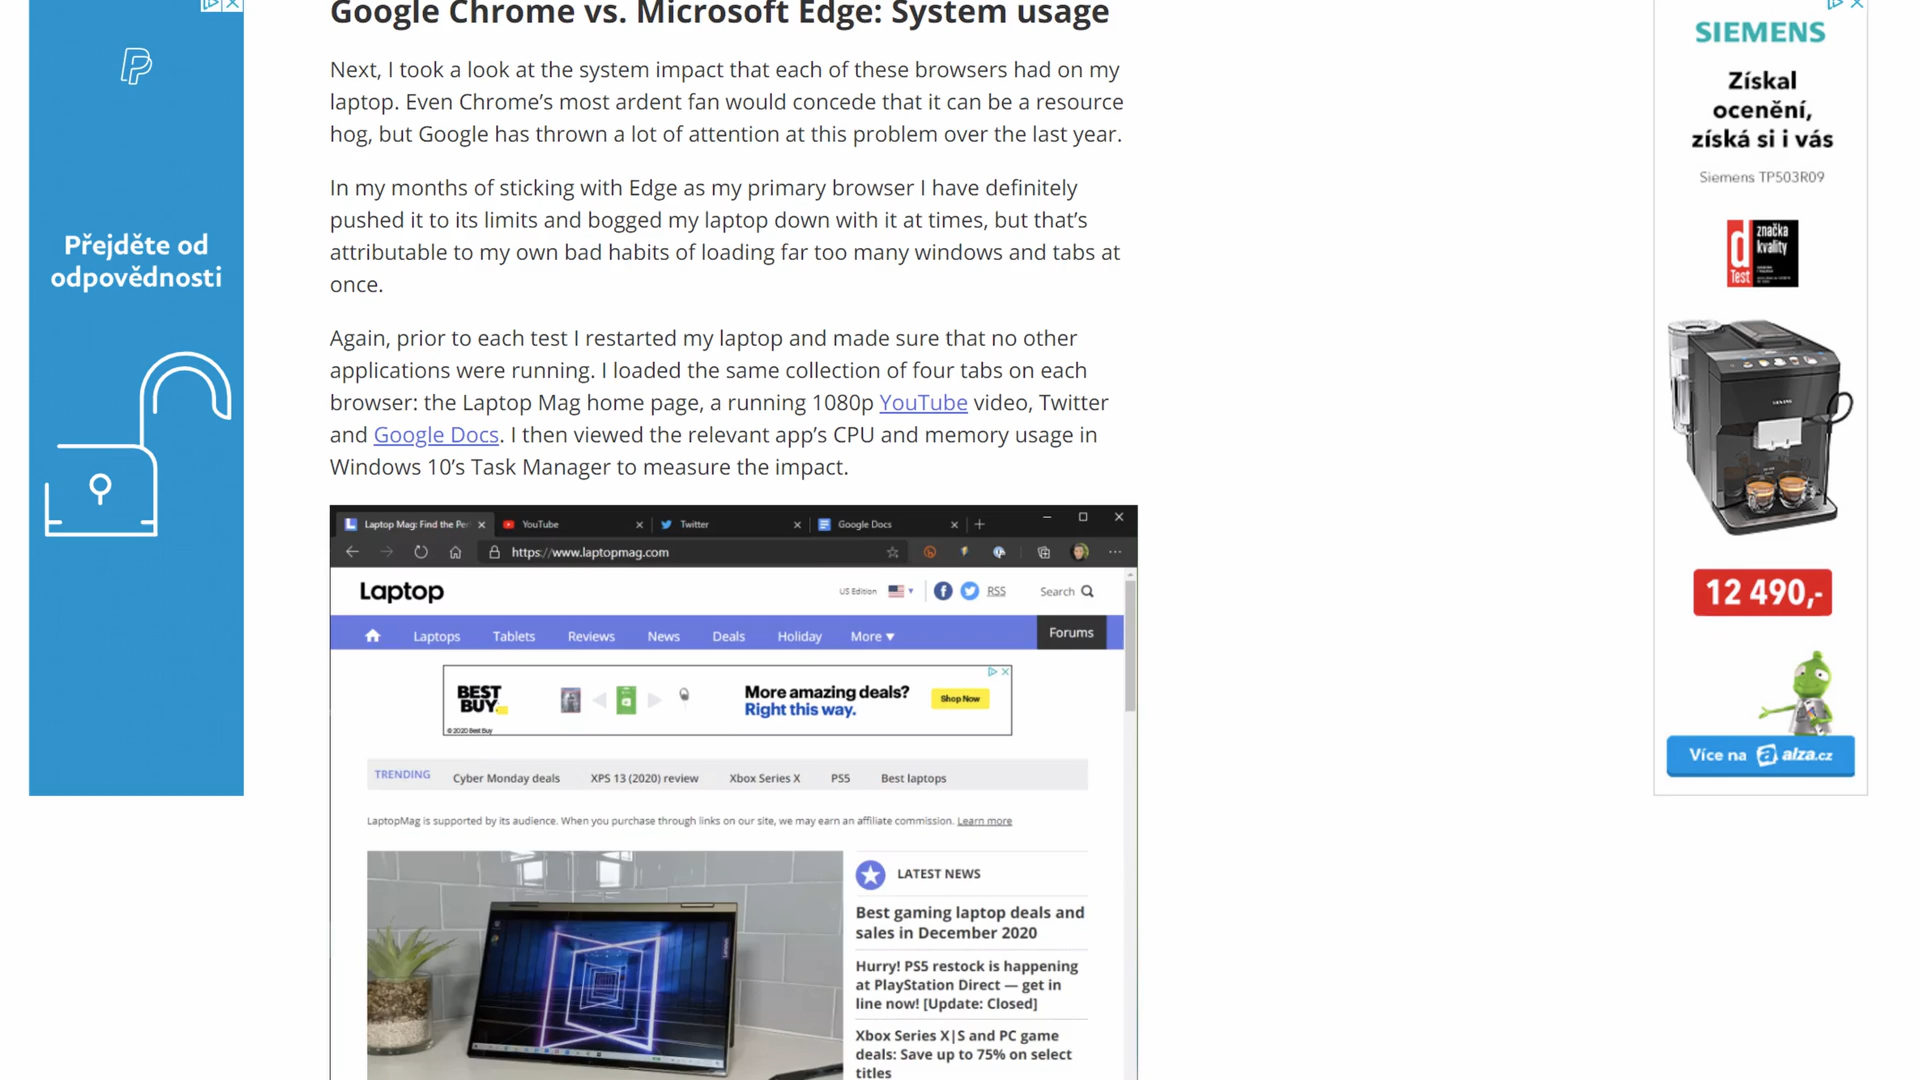 Google Chrome vs. Microsoft Edge: System usage
Next, I took a look at the system impact that each of these browsers had on my
laptop. Even Chrome’s most ardent fan would concede that it can be a resource
hog, but Google has thrown a lot of attention at this problem over the last year.
In my months of sticking with Edge as my primary browser I have definitely
pushed it to its limits and bogged my laptop down with it at times, but that’s
attributable to my own bad habits of loading far too many windows and tabs at
once.
Again, prior to each test I restarted my laptop and made sure that no other
applications were running. I loaded the same collection of four tabs on each
browser: the Laptop Mag home page, a running 1080p YouTube video, Twitter
and Google Docs. I then viewed the relevant app’s CPU and memory usage in
Windows 10’s Task Manager to measure the impact.
Laptop Mag: Find the Per
YouTube
Twitter
Google Docs
https://www.laptopmag.com
Laptop
US Edition
RSS
Search
Laptops Tablets Reviews News Deals Holiday More
Forums
BEST
BUY
© 2020 Best Buy
More amazing deals?
Right this way.
Shop Now
TRENDING Cyber Monday deals XPS 13 (2020) review Xbox Series X PS5 Best laptops
LaptopMag is supported by its audience. When you purchase through links on our site, we may earn an affiliate commission. Learn more
LATEST NEWS
Best gaming laptop deals and
sales in December 2020
Hurry! PS5 restock is happening
at PlayStation Direct — get in
line now! [Update: Closed]
Xbox Series X|S and PC game
deals: Save up to 75% on select
titles
Přejděte od
odpovědnosti
SIEMENS
Získal
ocenění,
získá si i vás
Siemens TP503R09
d
Test
značka
kvality
12 490,-
Více na alza.cz